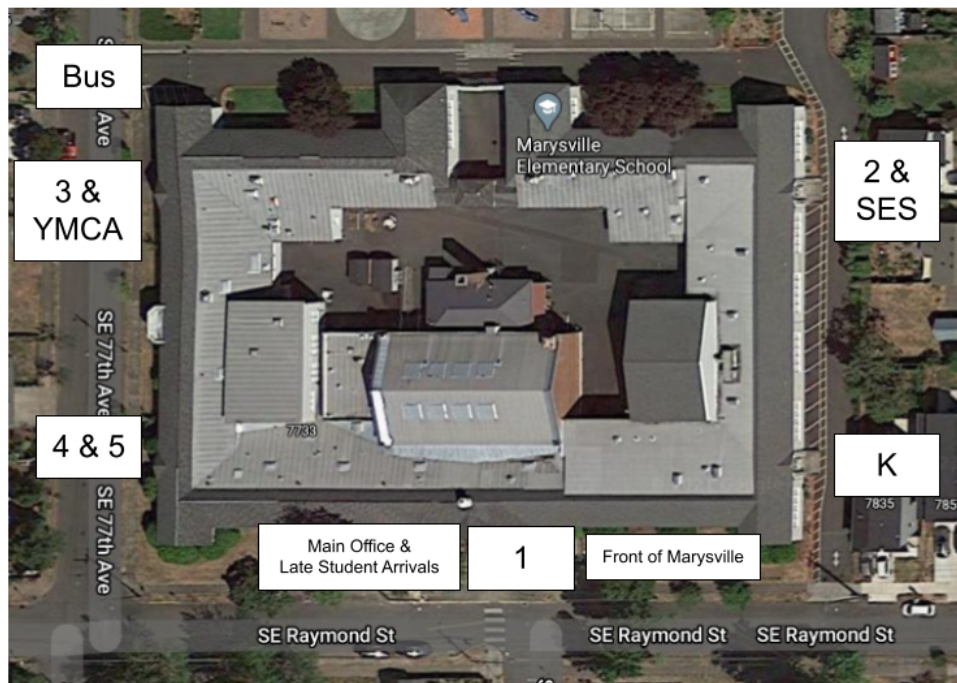 Bus
Ave
Marysville
Elementary School
3 &
YMCA
2 &
SES
SE 77th Ave
7733
4 & 5
K
7835
SE 77th Ave
Main Office &
Late Student Arrivals
1
Front of Marysville
SE Raymond St
SE Raymond St
SE Raymond St